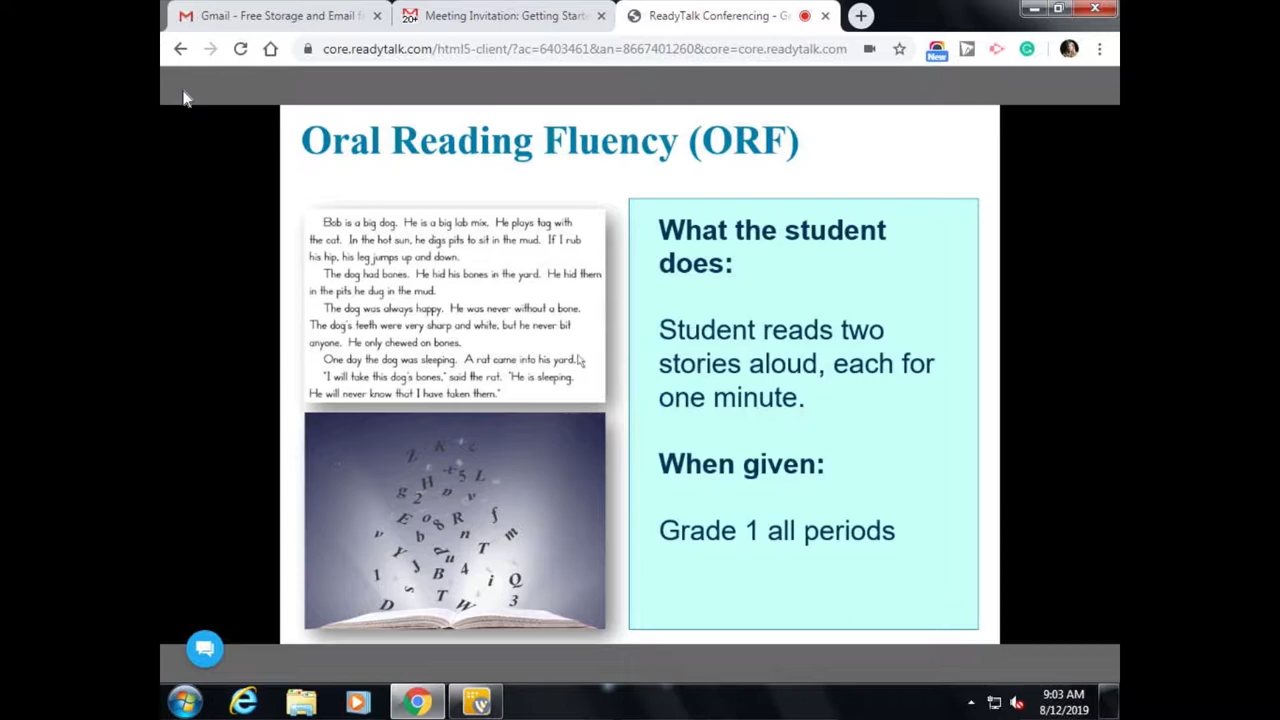 Gmail - Free Storage and Email f
20+
Meeting Invitation: Getting Starte
ReadyTalk Conferencing - G
core.readytalk.com/html5-client/?ac=6403461&an=8667401260&core=core.readytalk.com
New
Oral Reading Fluency (ORF)
Bob is a big dog. He is a big lab mix. He plays tag with
the cat. In the hot sun, he digs pits to sit in the mud. If I rub
his hip, his leg jumps up and down.
The dog had bones. He hid his bones in the yard. He hid them
in the pits he dug in the mud.
The dog was always happy. He was never without a bone.
The dog's teeth were very sharp and white, but he never bit
anyone. He only chewed on bones.
One day the dog was sleeping. A rat came into his yard.
"I will take this dog's bones," said the rat. "He is sleeping.
He will never know that I have taken them."
What the student
does:
Student reads two
stories aloud, each for
one minute.
When given:
Grade 1 all periods
9:03 AM
8/12/2019